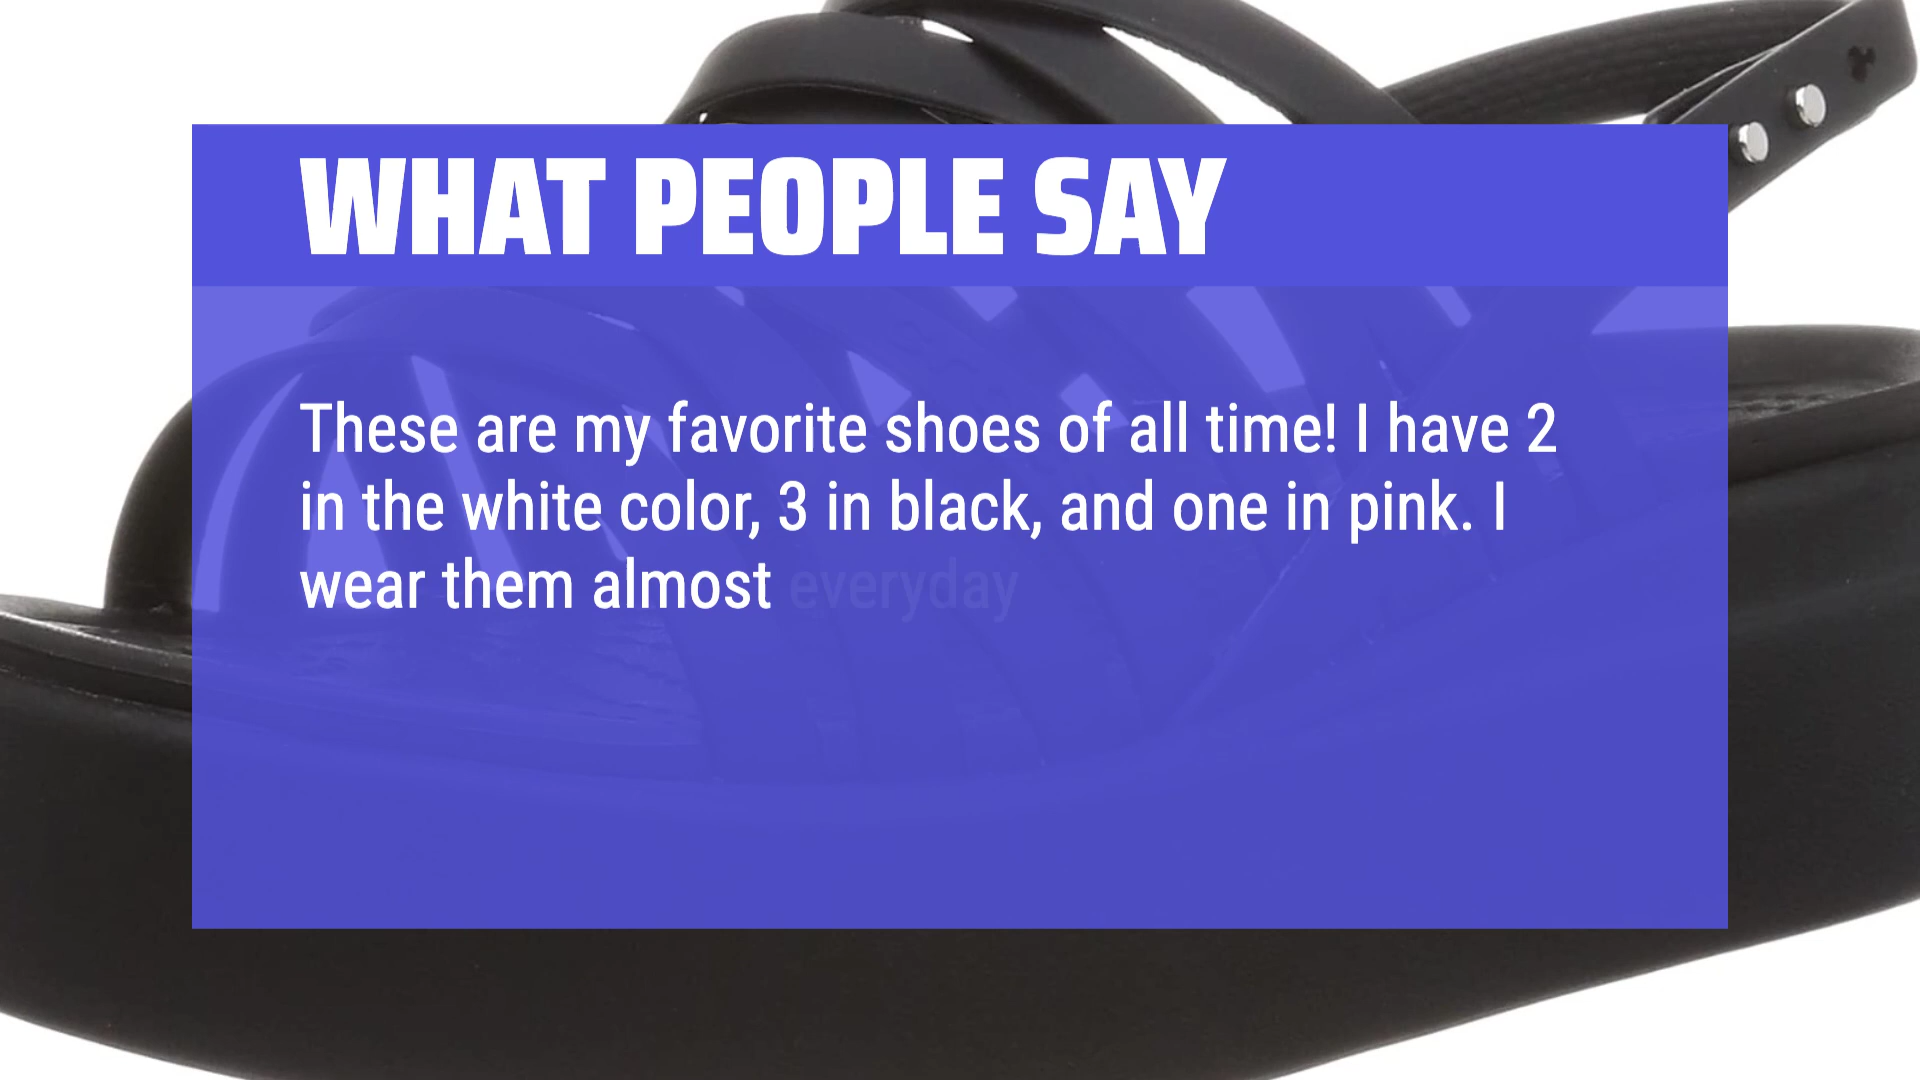 WHAT PEOPLE SAY
These are my favorite shoes of all time! I have 2
in the white color, 3 in black, and one in pink. I
wear them almost everyday